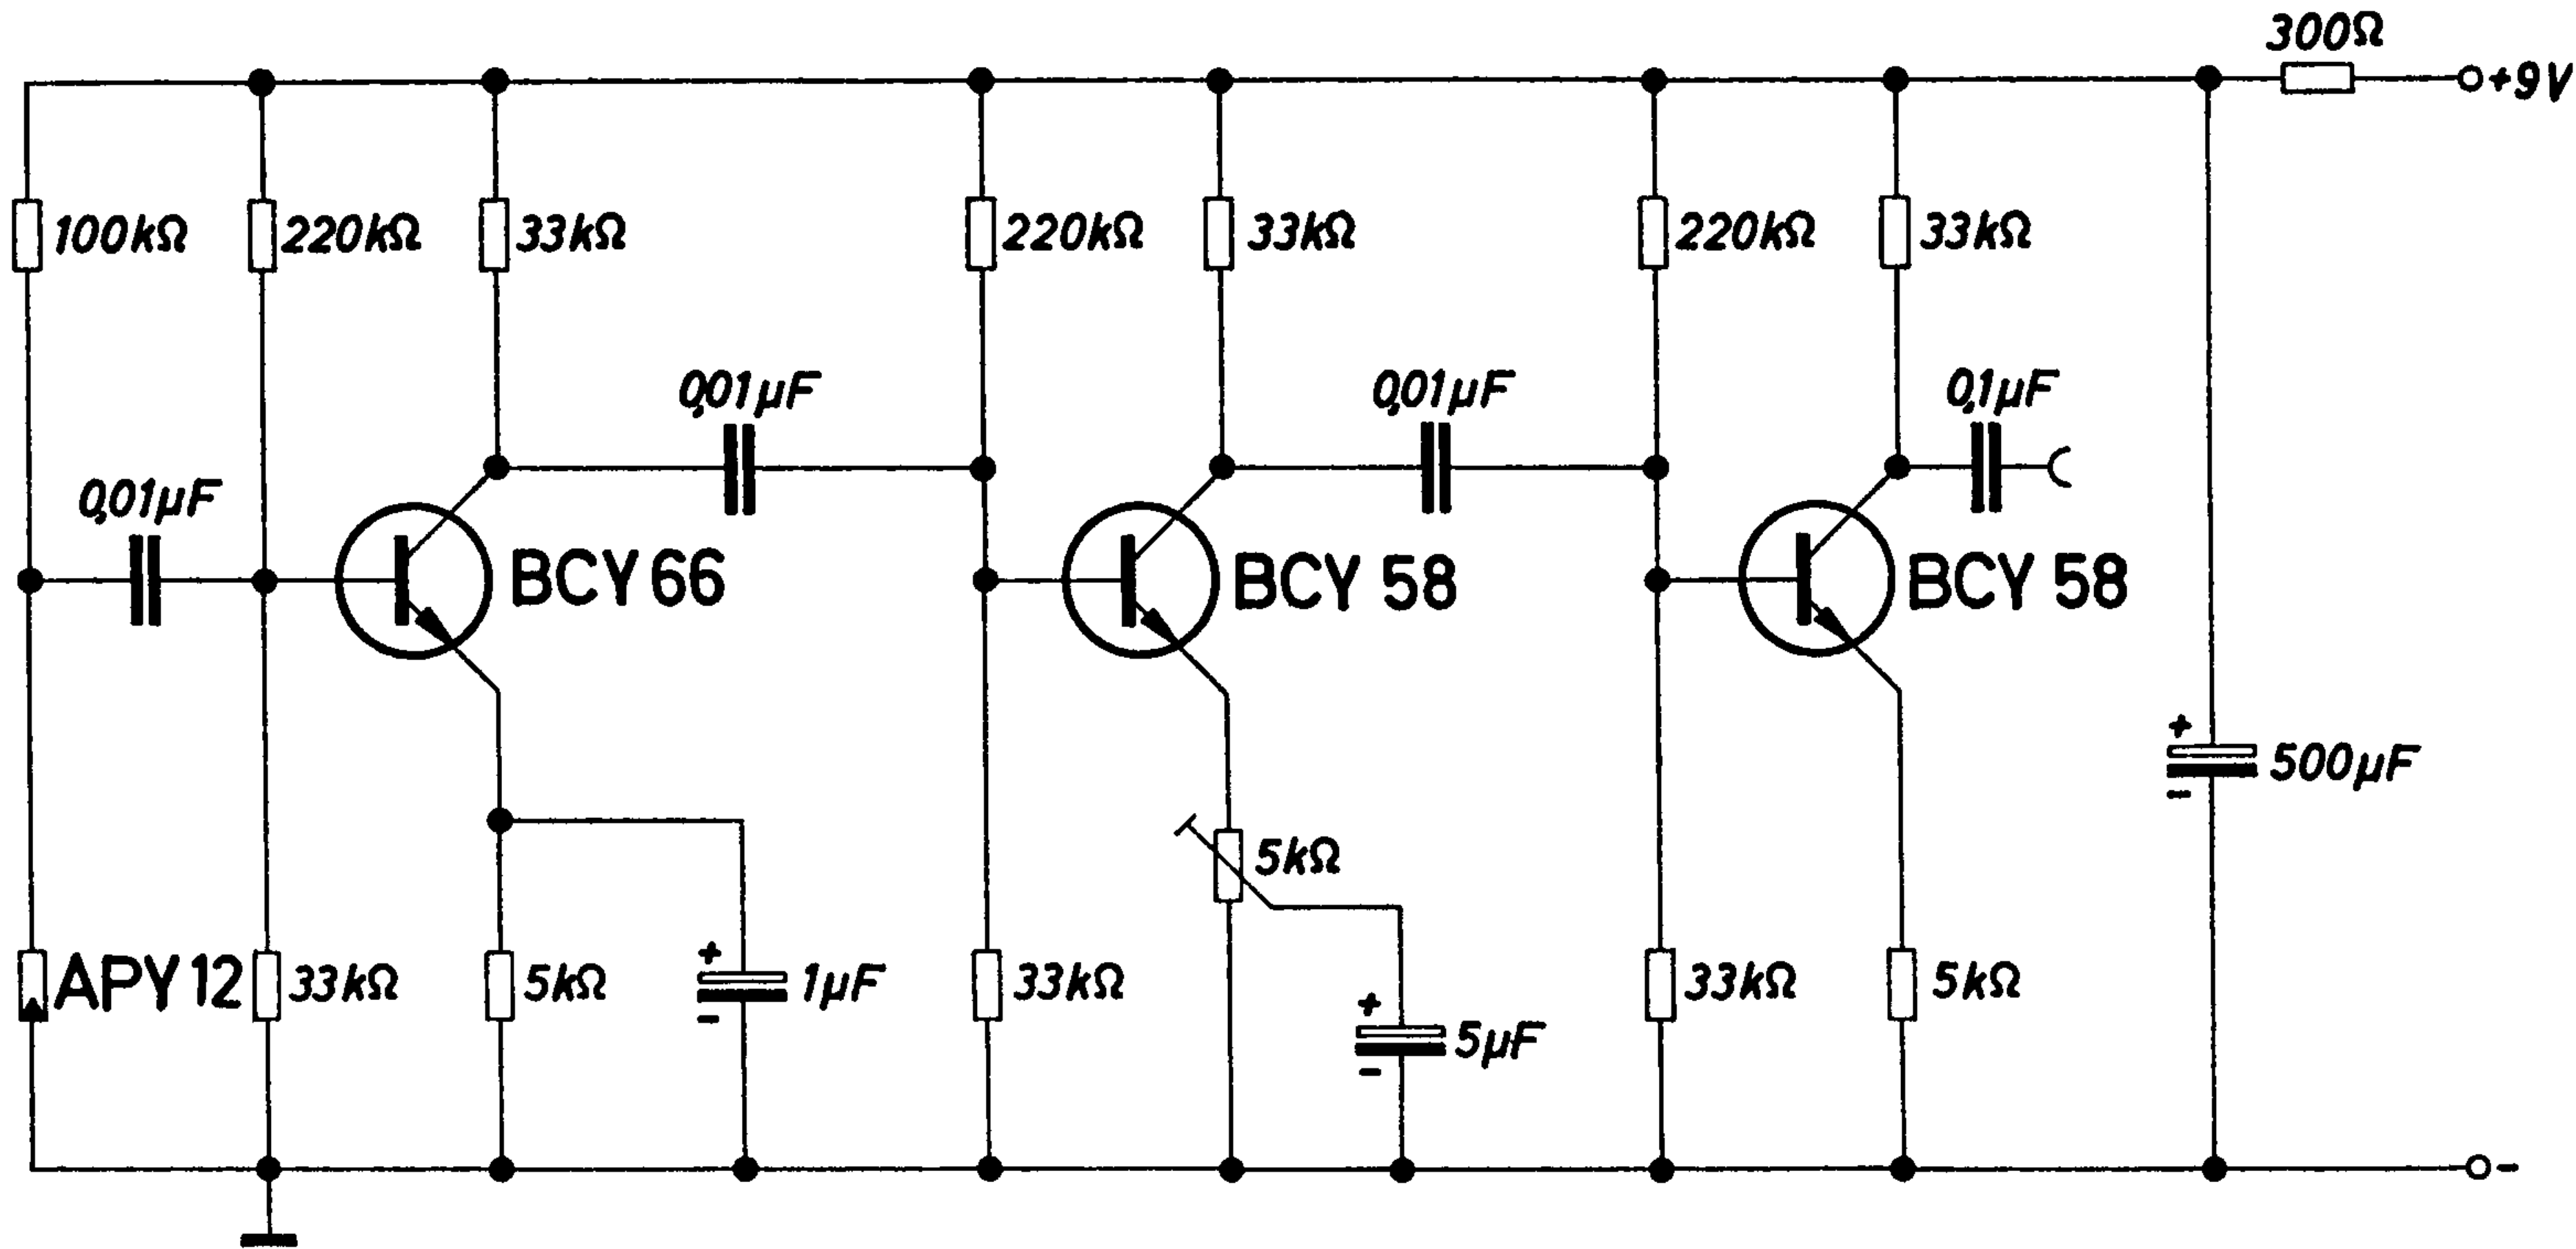 300Ω
+9V
100kΩ
220kΩ
33kΩ
220kΩ
33kΩ
220kΩ
33kΩ
0,01µF
0,01µF
0,1µF
0,01µF
BCY 66
BCY 58
BCY 58
+
500µF
-
5kΩ
APY 12
33kΩ
5kΩ
+
1µF
-
33kΩ
+
5µF
-
33kΩ
5kΩ
-